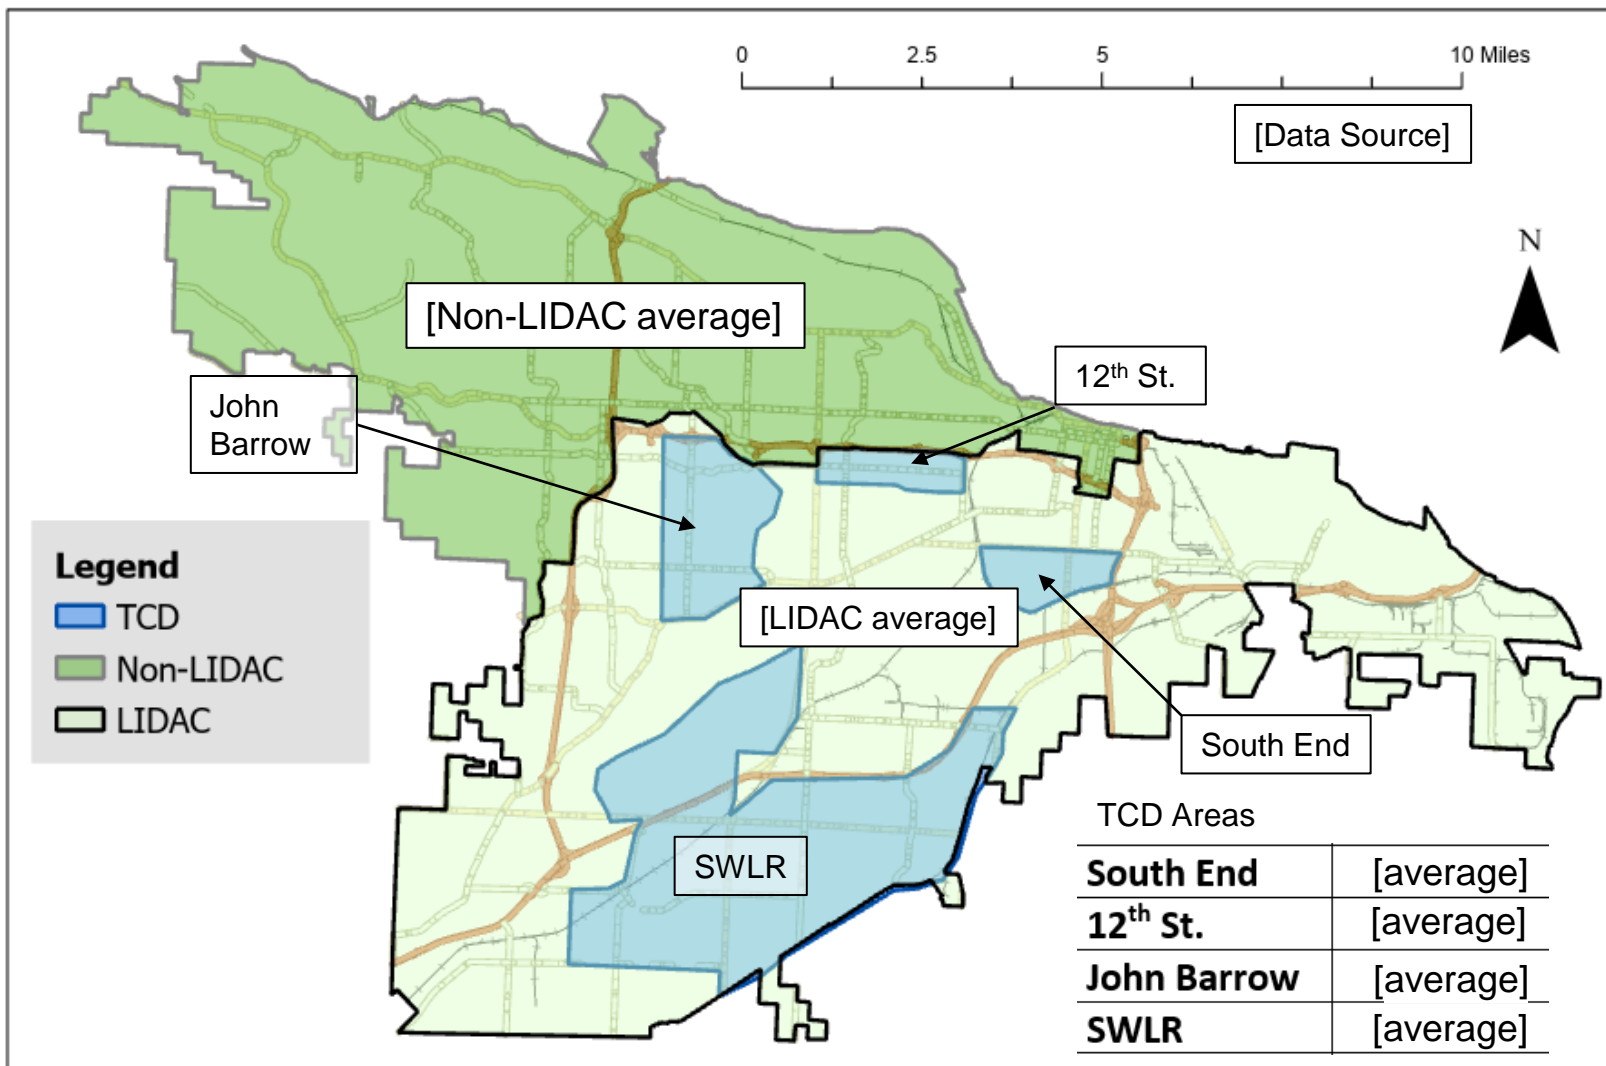 0 2.5 5 10 Miles
[Data Source]
N
[Non-LIDAC average]
12th St.
John
Barrow
[LIDAC average]
Legend
TCD
Non-LIDAC
LIDAC
South End
SWLR
TCD Areas
South End [average]
12th St. [average]
John Barrow [average]
SWLR [average]